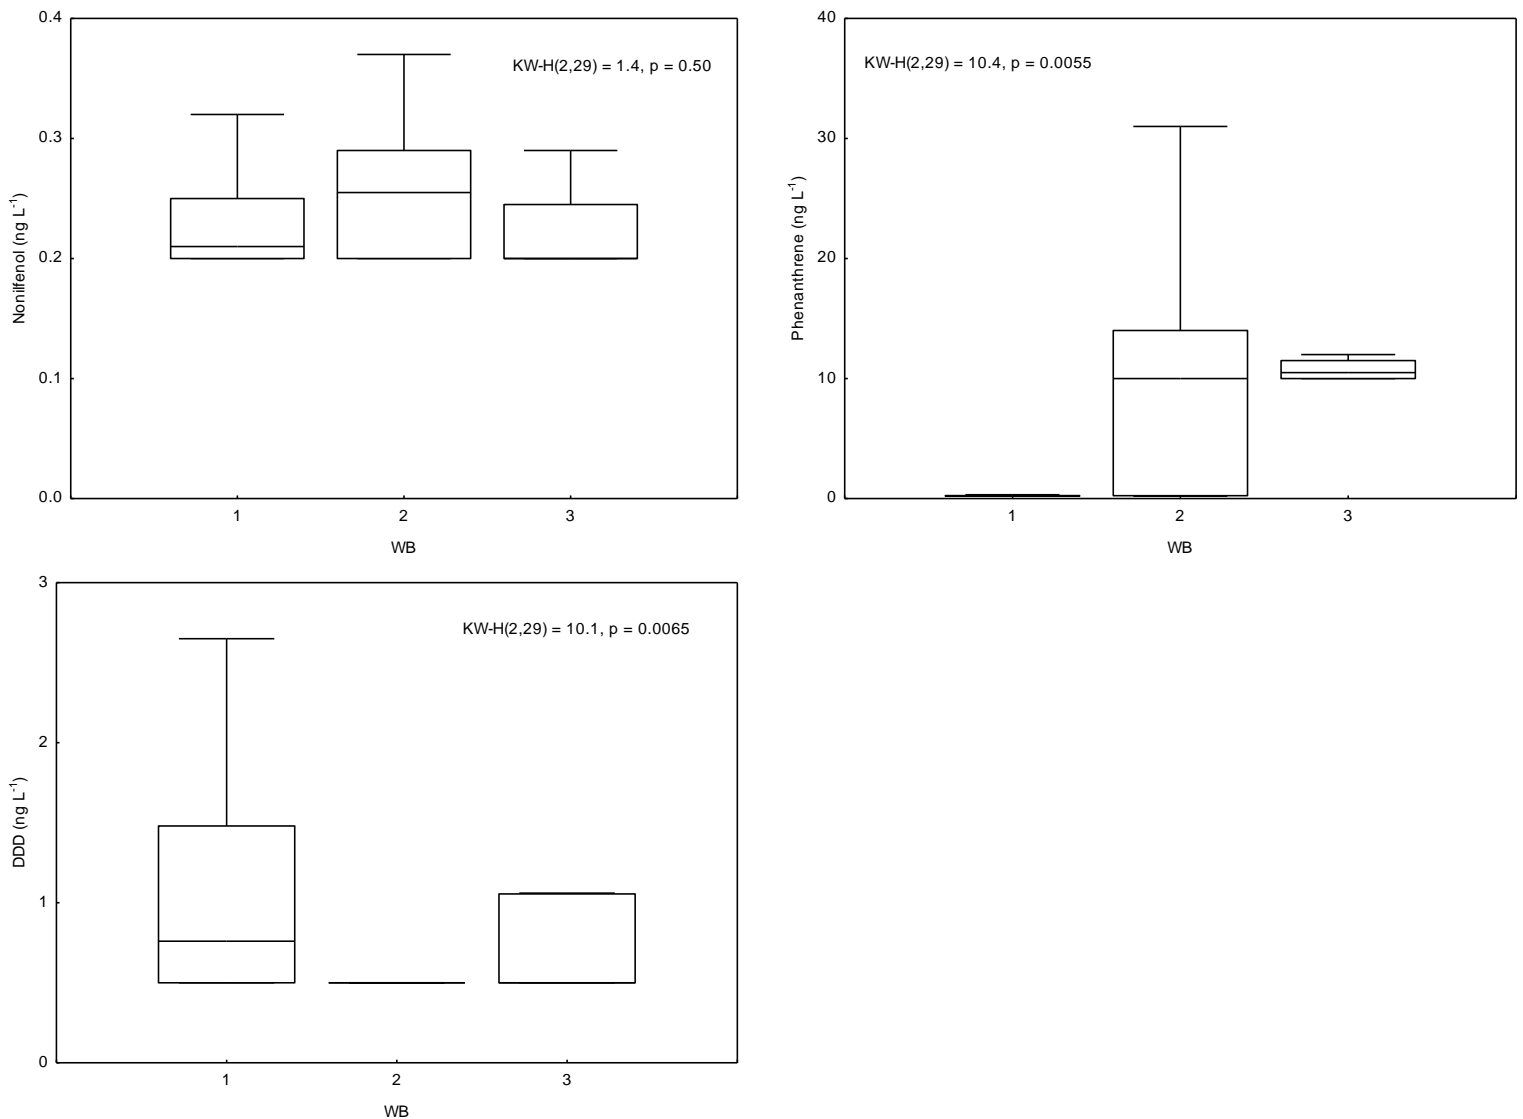 0.4
KW-H(2,29) = 1.4, p = 0.50
0.3
Nonilfenol (ng L⁻¹)
0.2
0.1
0.0
1 2 3
WB
40
KW-H(2,29) = 10.4, p = 0.0055
30
Phenanthrene (ng L⁻¹)
20
10
0
1 2 3
WB
3
KW-H(2,29) = 10.1, p = 0.0065
2
DDD (ng L⁻¹)
1
0
1 2 3
WB